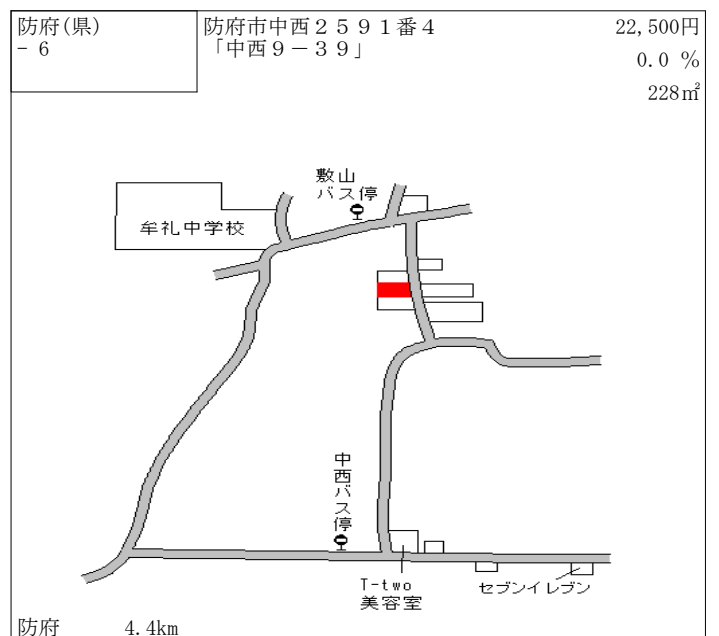 防府(県)
- 6
防府市中西２５９１番４
「中西９－３９」
22,500円
0.0 %
228㎡
敷山
バス停
牟礼中学校
中西バス停
T-two
美容室
セブンイレブン
防府 4.4km